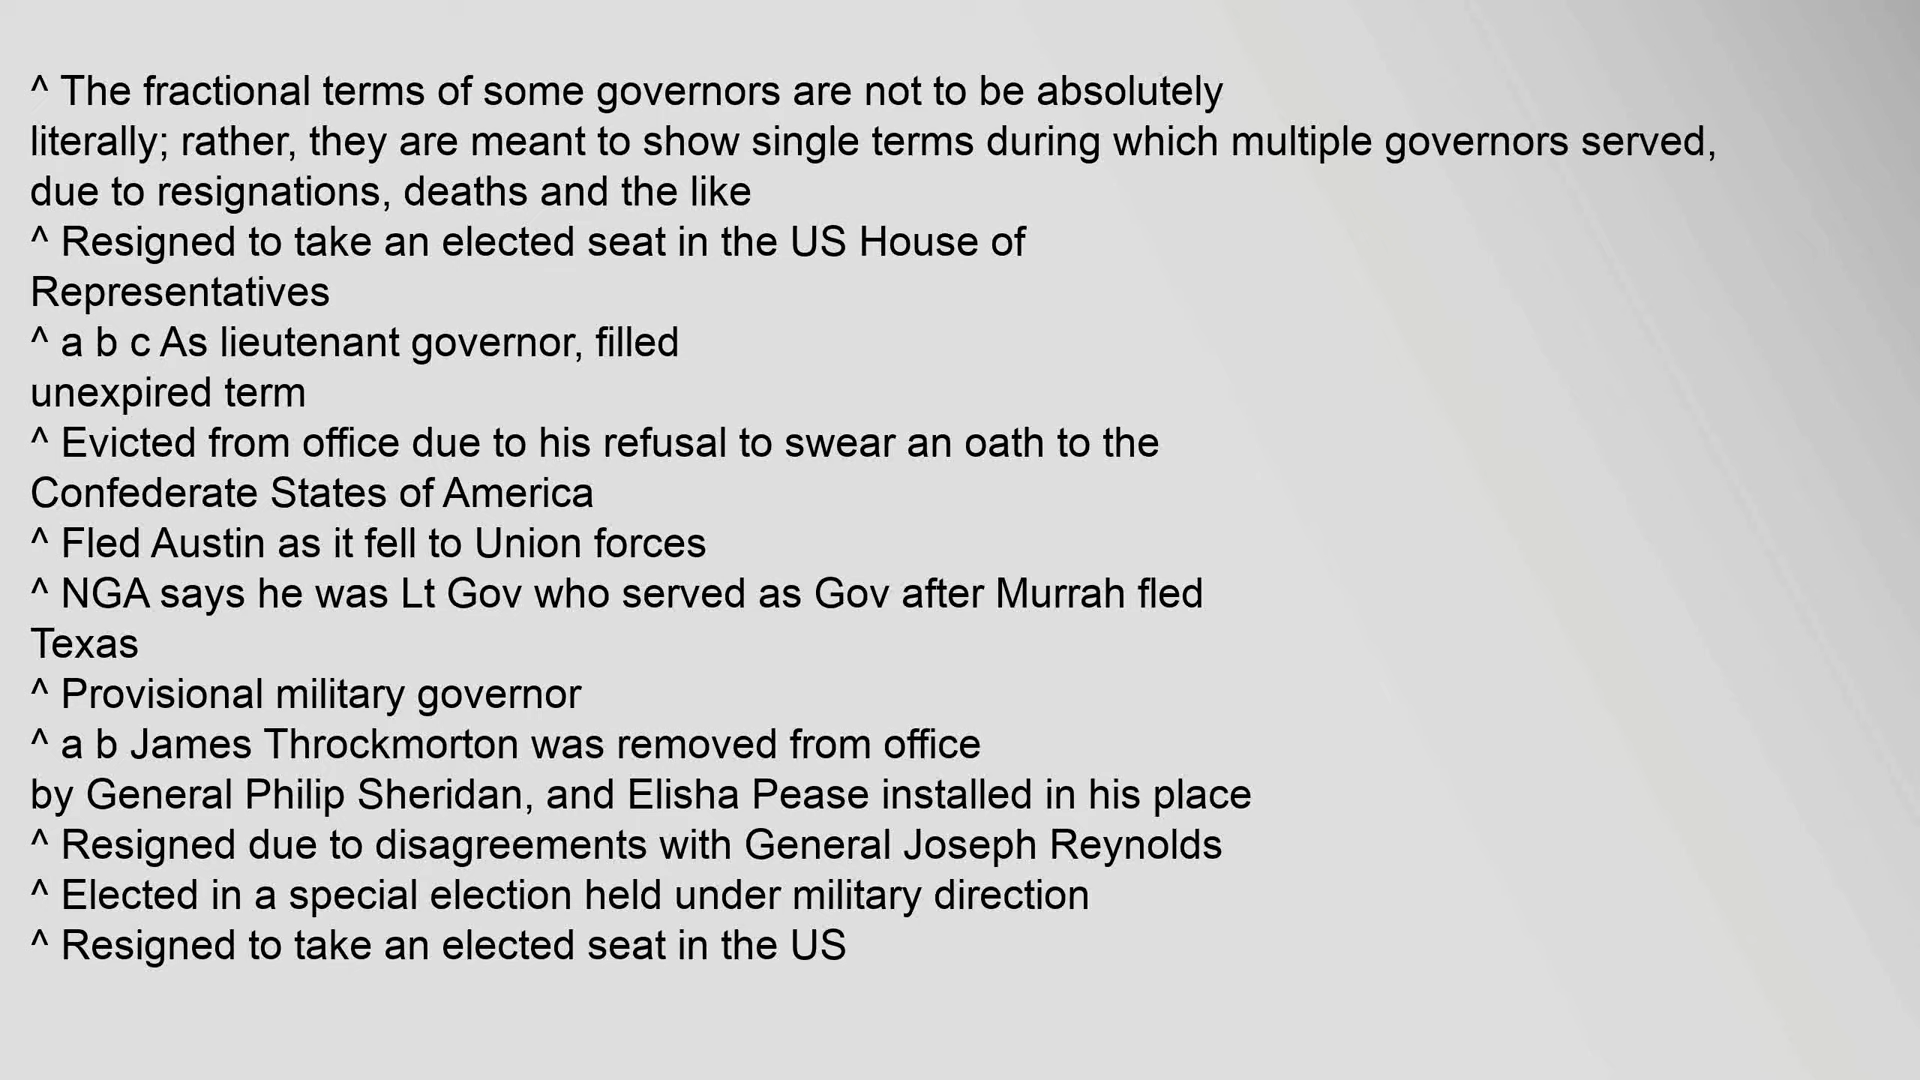 ^ The fractional terms of some governors are not to be absolutely
literally; rather, they are meant to show single terms during which multiple governors served,
due to resignations, deaths and the like
^ Resigned to take an elected seat in the US House of
Representatives
^ a b c As lieutenant governor, filled
unexpired term
^ Evicted from office due to his refusal to swear an oath to the
Confederate States of America
^ Fled Austin as it fell to Union forces
^ NGA says he was Lt Gov who served as Gov after Murrah fled
Texas
^ Provisional military governor
^ a b James Throckmorton was removed from office
by General Philip Sheridan, and Elisha Pease installed in his place
^ Resigned due to disagreements with General Joseph Reynolds
^ Elected in a special election held under military direction
^ Resigned to take an elected seat in the US